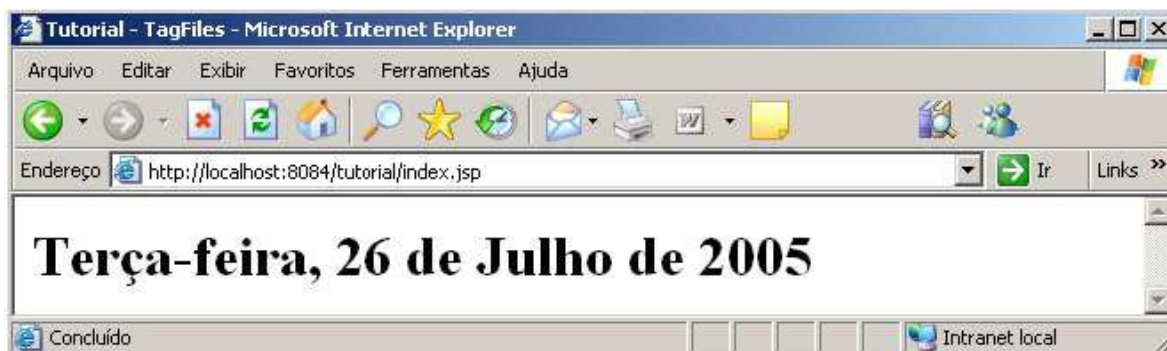 Tutorial - TagFiles - Microsoft Internet Explorer
Arquivo Editar Exibir Favoritos Ferramentas Ajuda
Endereço http://localhost:8084/tutorial/index.jsp Ir Links »
Terça-feira, 26 de Julho de 2005
Concluído Intranet local